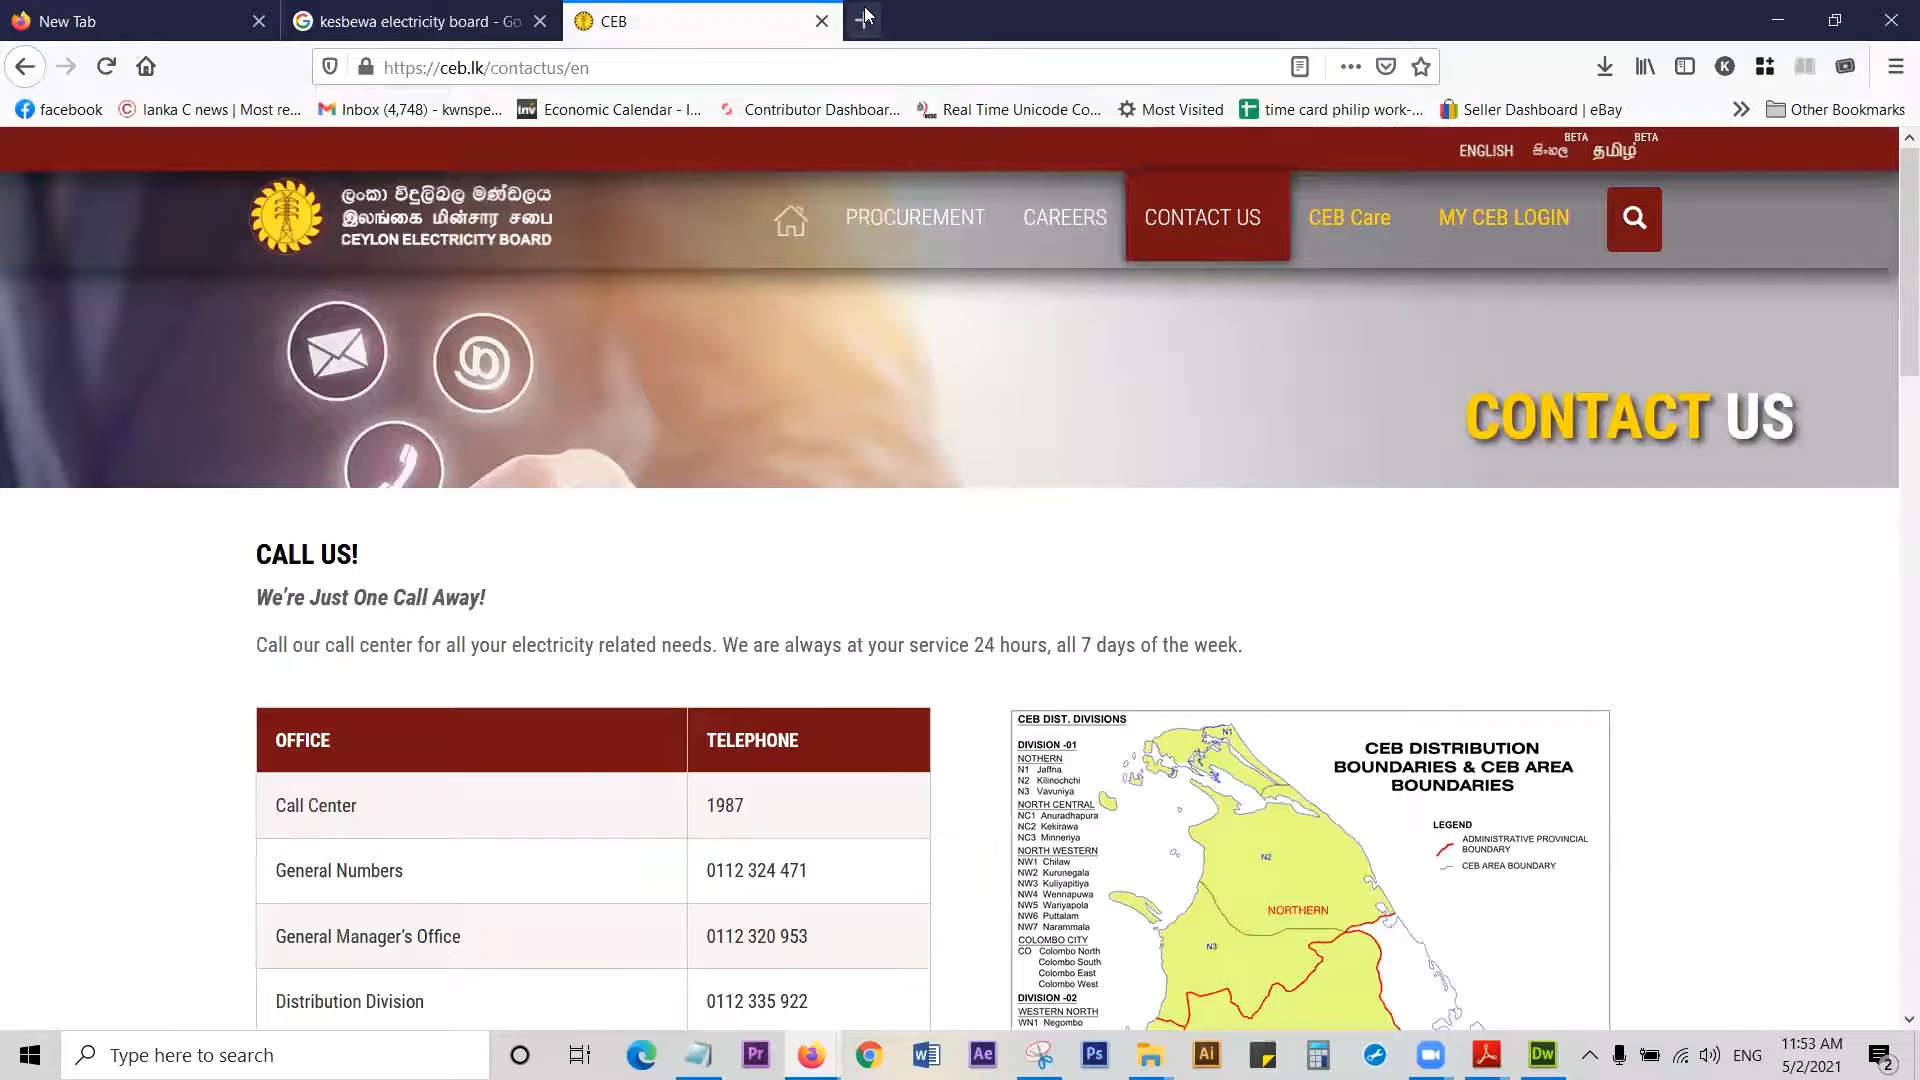 New Tab
kesbewa electricity board - Go
CEB
https://ceb.lk/contactus/en
facebook
lanka C news | Most re...
Inbox (4,748) - kwnspe...
Economic Calendar - I...
Contributor Dashboar...
Real Time Unicode Co...
Most Visited
time card philip work-...
Seller Dashboard | eBay
Other Bookmarks
ENGLISH
සිංහල BETA
தமிழ் BETA
ලංකා විදුලිබල මණ්ඩලය
இலங்கை மின்சார சபை
CEYLON ELECTRICITY BOARD
PROCUREMENT
CAREERS
CONTACT US
CEB Care
MY CEB LOGIN
CONTACT US
CALL US!
We're Just One Call Away!
Call our call center for all your electricity related needs. We are always at your service 24 hours, all 7 days of the week.
OFFICE TELEPHONE
Call Center 1987
General Numbers 0112 324 471
General Manager's Office 0112 320 953
Distribution Division 0112 335 922
CEB DIST. DIVISIONS
DIVISION -01
NOTHERN
N1 Jaffna
N2 Kilinochchi
N3 Vavuniya
NORTH CENTRAL
NC1 Anuradhapura
NC2 Kekirawa
NC3 Minneriya
NORTH WESTERN
NW1 Chilaw
NW2 Kurunegala
NW3 Kuliyapitiya
NW4 Wennapuwa
NW5 Wariyapola
NW6 Puttalam
NW7 Narammala
COLOMBO CITY
CO Colombo North
Colombo South
Colombo East
Colombo West
DIVISION -02
WESTERN NORTH
WN1 Negombo
CEB DISTRIBUTION
BOUNDARIES & CEB AREA
BOUNDARIES
LEGEND
ADMINISTRATIVE PROVINCIAL
BOUNDARY
CEB AREA BOUNDARY
N1
N2
NORTHERN
N3
Type here to search
ENG
11:53 AM
5/2/2021
2